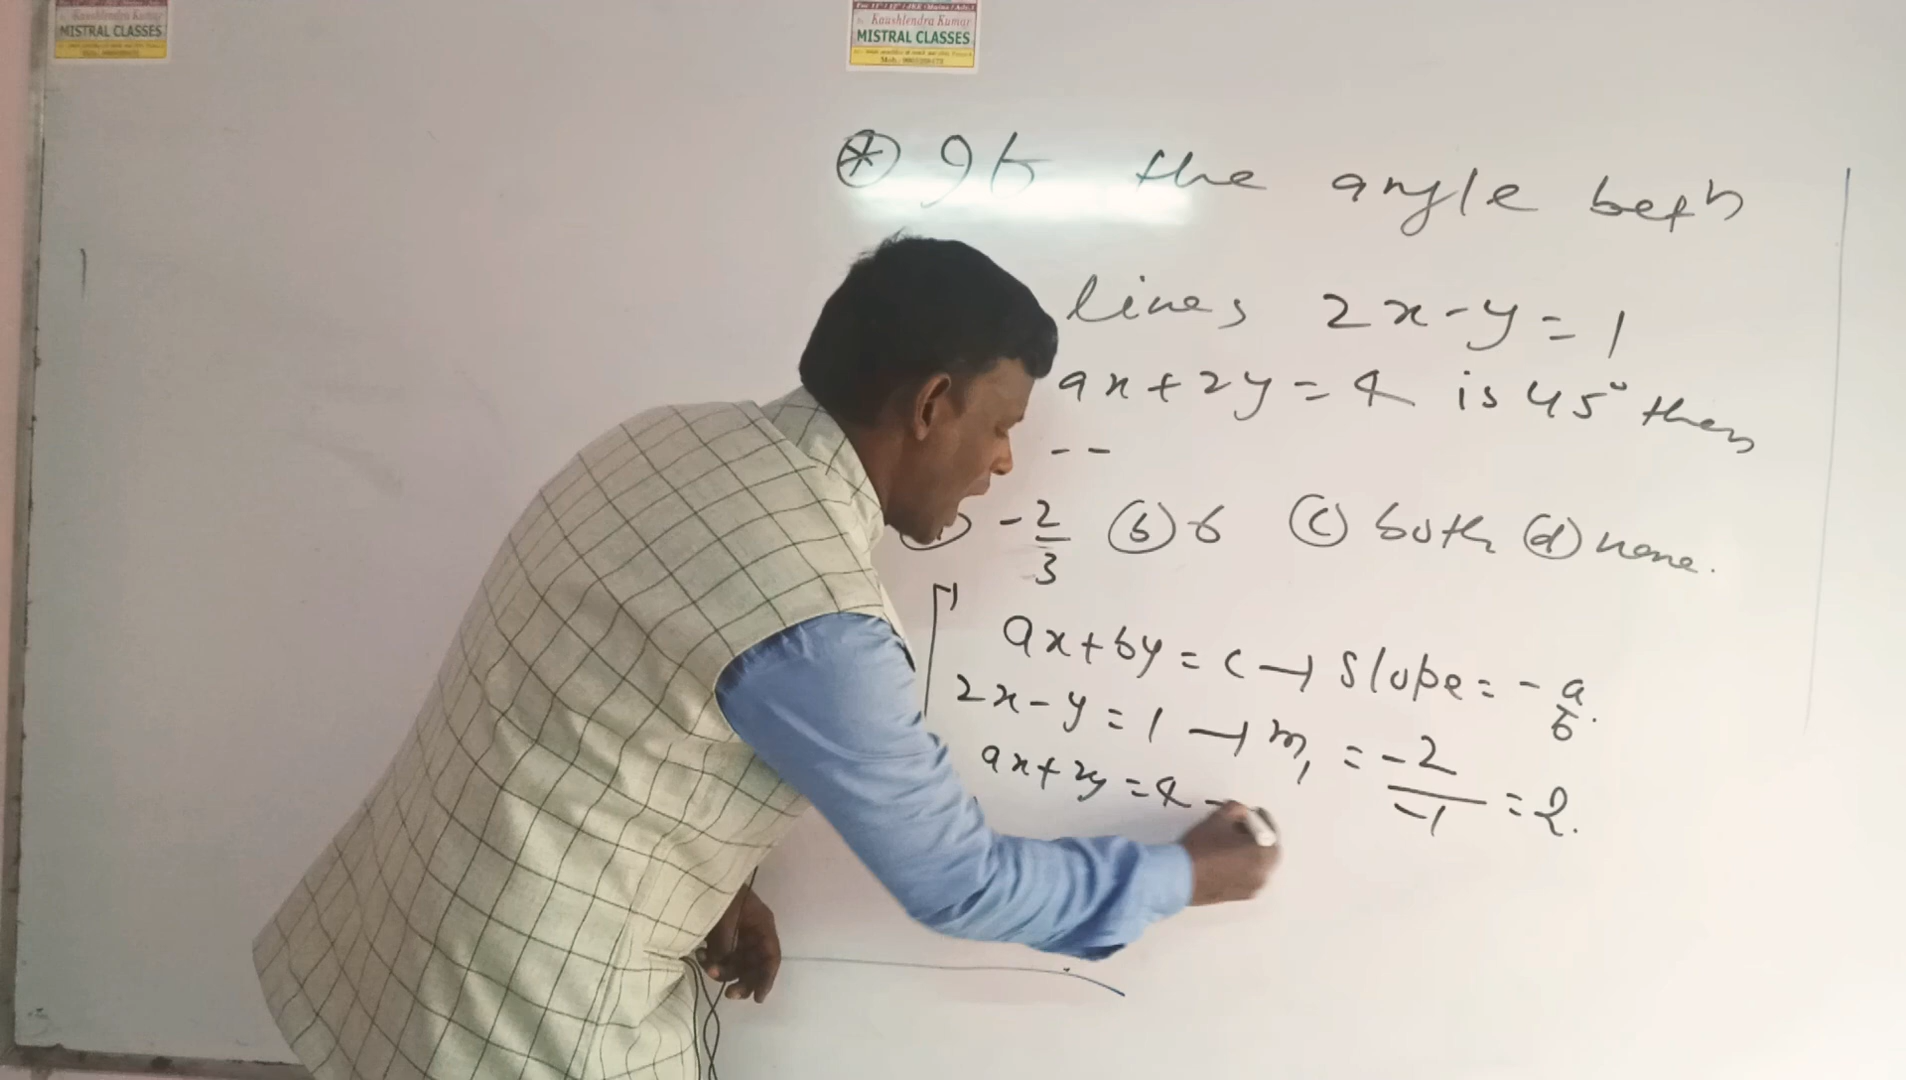 Kaushlendra Kumar
MISTRAL CLASSES
Kaushlendra Kumar
MISTRAL CLASSES
⊛ If the angle betn
lines 2x-y=1
ax+2y=4 is 45° then
--
-2/3 (b) 6 (c) both (d) none.
ax+by=c → slope=-a/b.
2x-y=1 → m₁ = -2/-1 = 2.
ax+2y=4